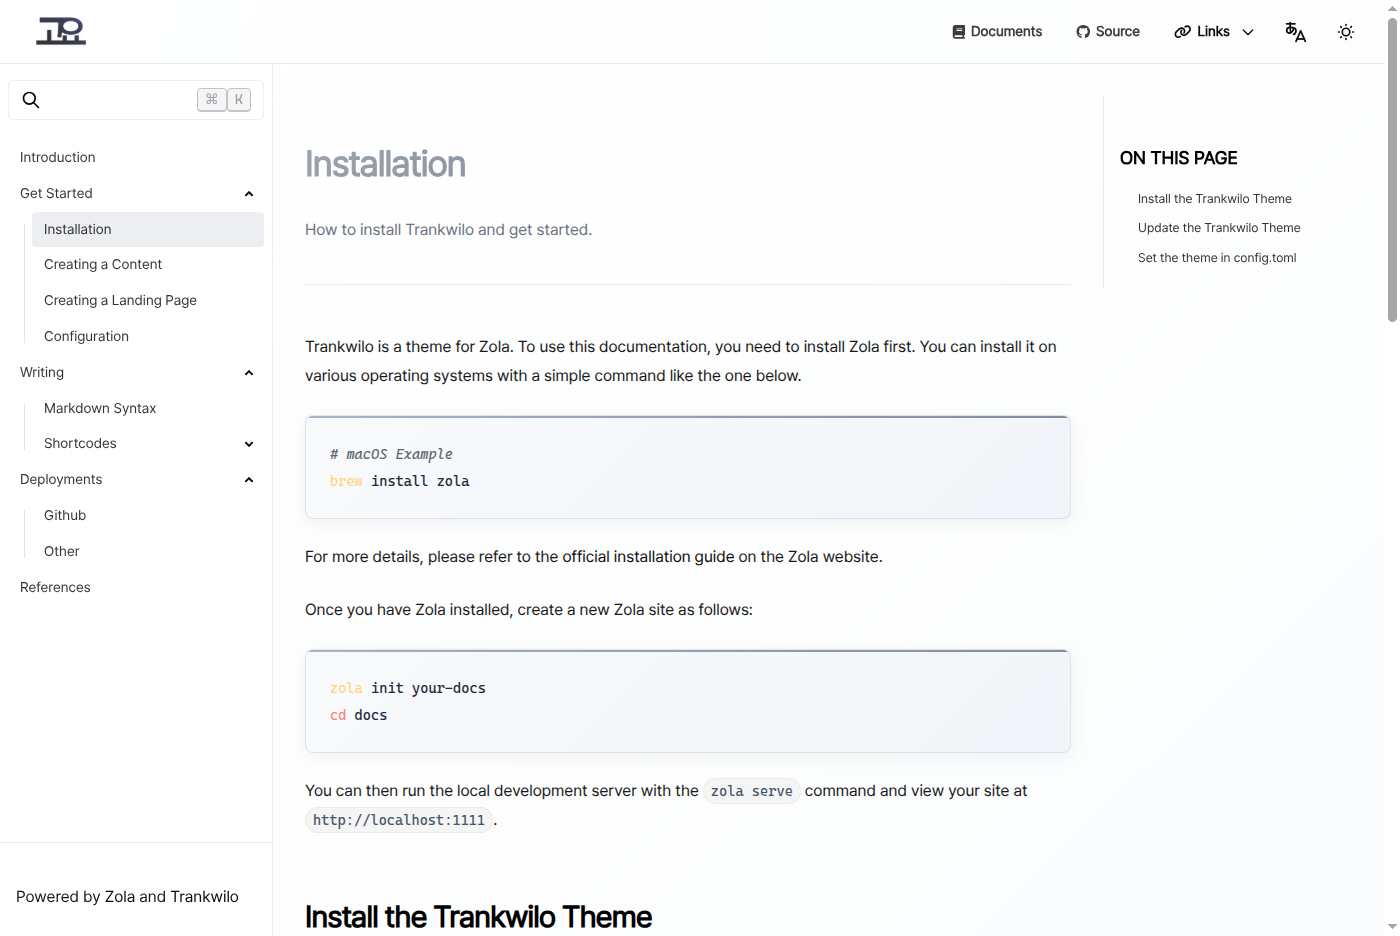 Documents
Source
Links
⌘ K
Introduction
Get Started
Installation
Creating a Content
Creating a Landing Page
Configuration
Writing
Markdown Syntax
Shortcodes
Deployments
Github
Other
References
Powered by Zola and Trankwilo
Installation
How to install Trankwilo and get started.
Trankwilo is a theme for Zola. To use this documentation, you need to install Zola first. You can install it on
various operating systems with a simple command like the one below.
# macOS Example
brew install zola
For more details, please refer to the official installation guide on the Zola website.
Once you have Zola installed, create a new Zola site as follows:
zola init your-docs
cd docs
You can then run the local development server with the zola serve command and view your site at
http://localhost:1111 .
Install the Trankwilo Theme
ON THIS PAGE
Install the Trankwilo Theme
Update the Trankwilo Theme
Set the theme in config.toml